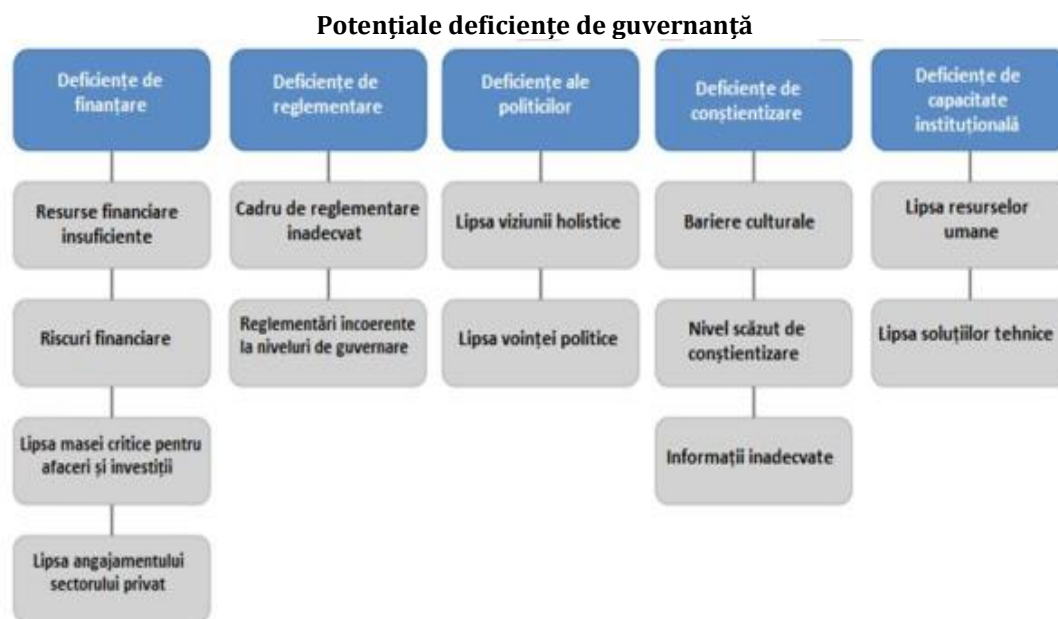 Potențiale deficiențe de guvernanță
Deficiențe de
finanțare
Resurse financiare
insuficiente
Riscuri financiare
Lipsa masei critice pentru
afaceri și investiții
Lipsa angajamentului
sectorului privat
Deficiențe de
reglementare
Cadru de reglementare
inadecvat
Reglementări incoerente
la niveluri de guvernare
Deficiențe ale
politicilor
Lipsa viziunii holistice
Lipsa voinței politice
Deficiențe de
conștientizare
Bariere culturale
Nivel scăzut de
conștientizare
Informații inadecvate
Deficiențe de
capacitate
instituțională
Lipsa resurselor
umane
Lipsa soluțiilor tehnice